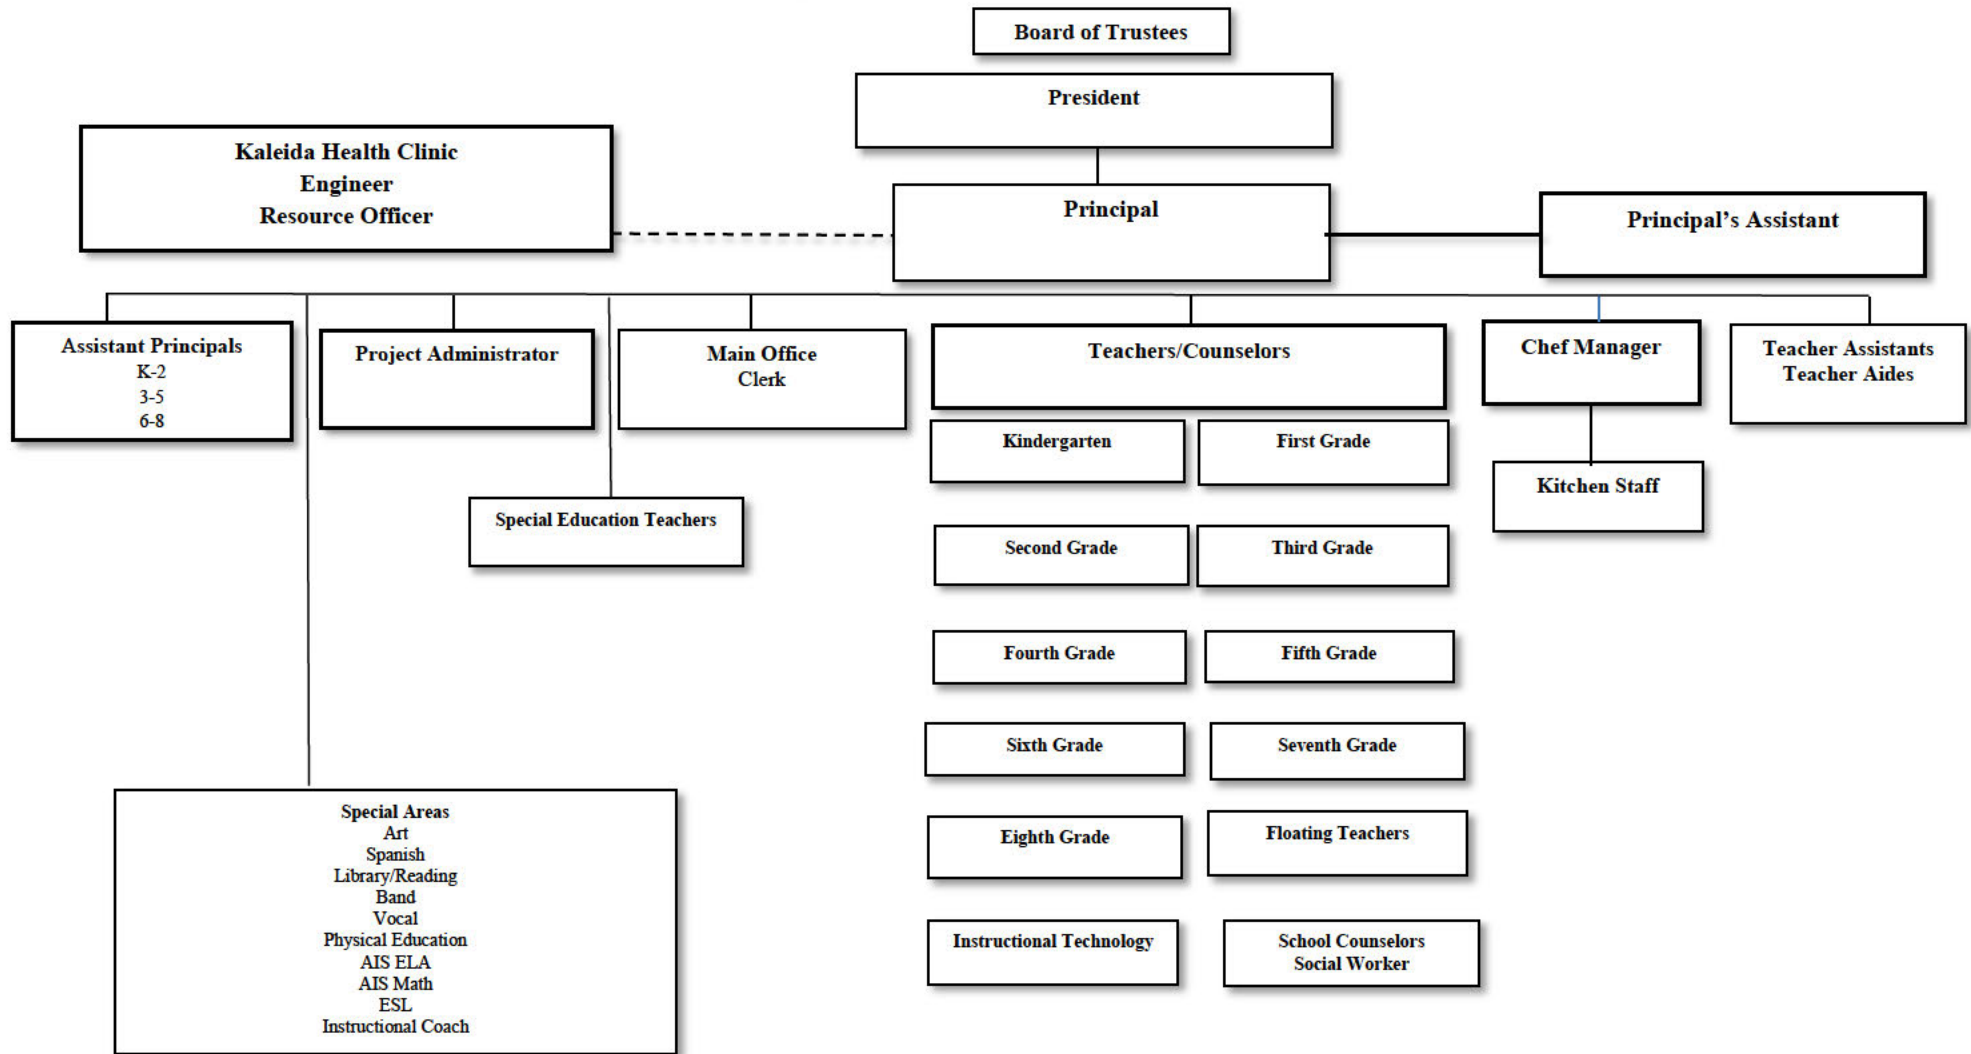 Board of Trustees
President
Kaleida Health Clinic
Engineer
Resource Officer
Principal
Principal’s Assistant
Assistant Principals
K-2
3-5
6-8
Project Administrator
Main Office
Clerk
Teachers/Counselors
Chef Manager
Teacher Assistants
Teacher Aides
Kindergarten
First Grade
Kitchen Staff
Special Education Teachers
Second Grade
Third Grade
Fourth Grade
Fifth Grade
Sixth Grade
Seventh Grade
Eighth Grade
Floating Teachers
Instructional Technology
School Counselors
Social Worker
Special Areas
Art
Spanish
Library/Reading
Band
Vocal
Physical Education
AIS ELA
AIS Math
ESL
Instructional Coach